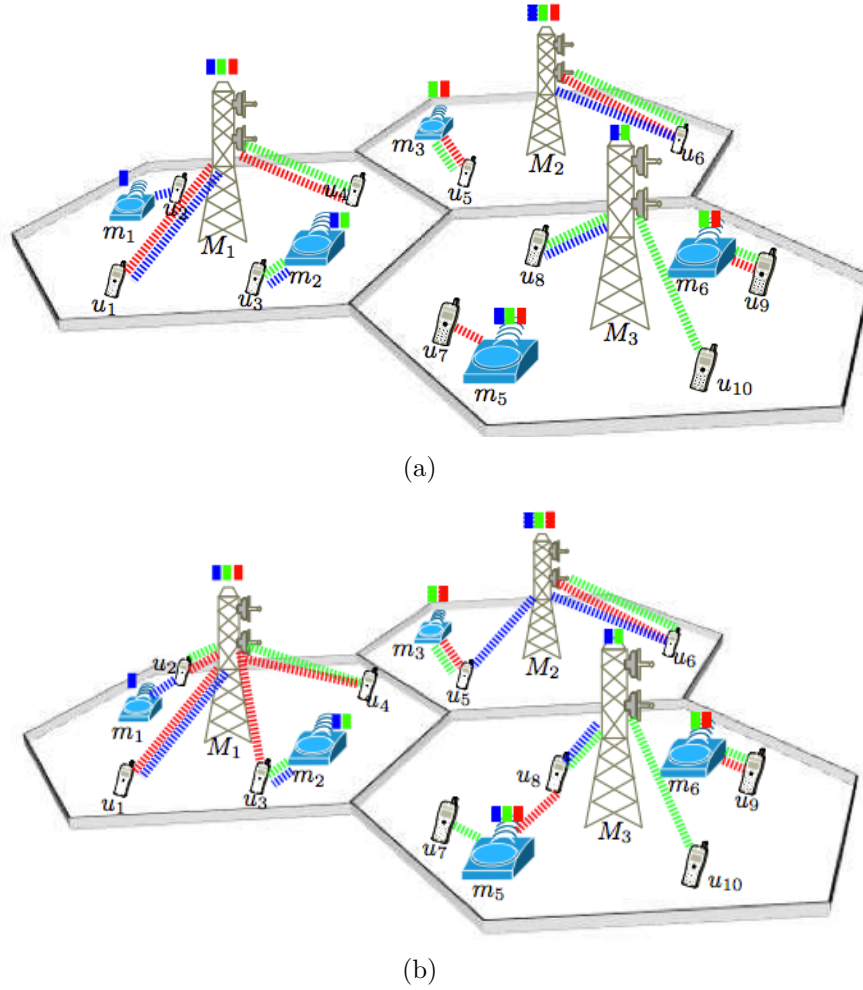 M₂
m₃
u₆
u₅
u₄
m₁
u₂
M₁
u₈
m₆
u₃
m₂
u₉
u₁
u₇
M₃
m₅
u₁₀
(a)
m₃
u₆
M₂
u₅
u₂
u₄
m₁
M₁
u₈
m₂
m₆
u₉
u₁
u₃
u₇
M₃
m₅
u₁₀
(b)